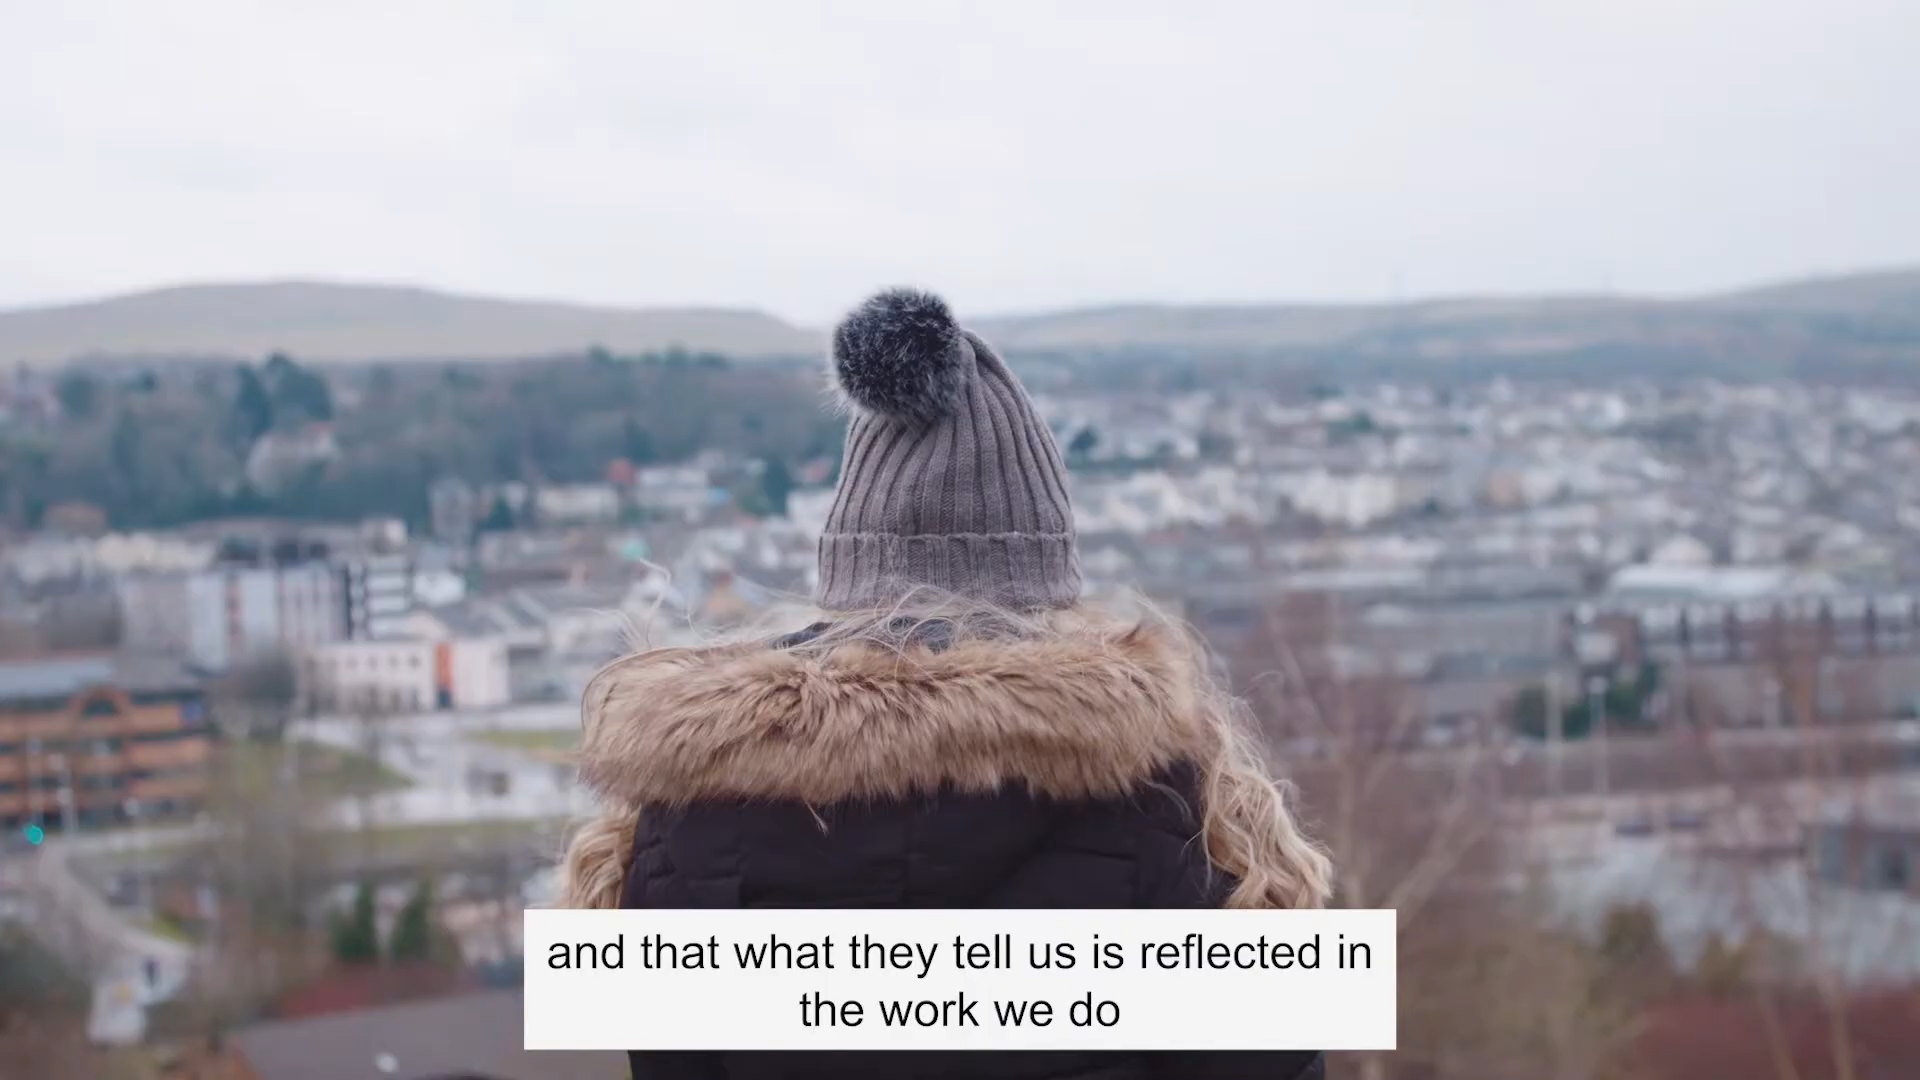 and that what they tell us is reflected in
the work we do